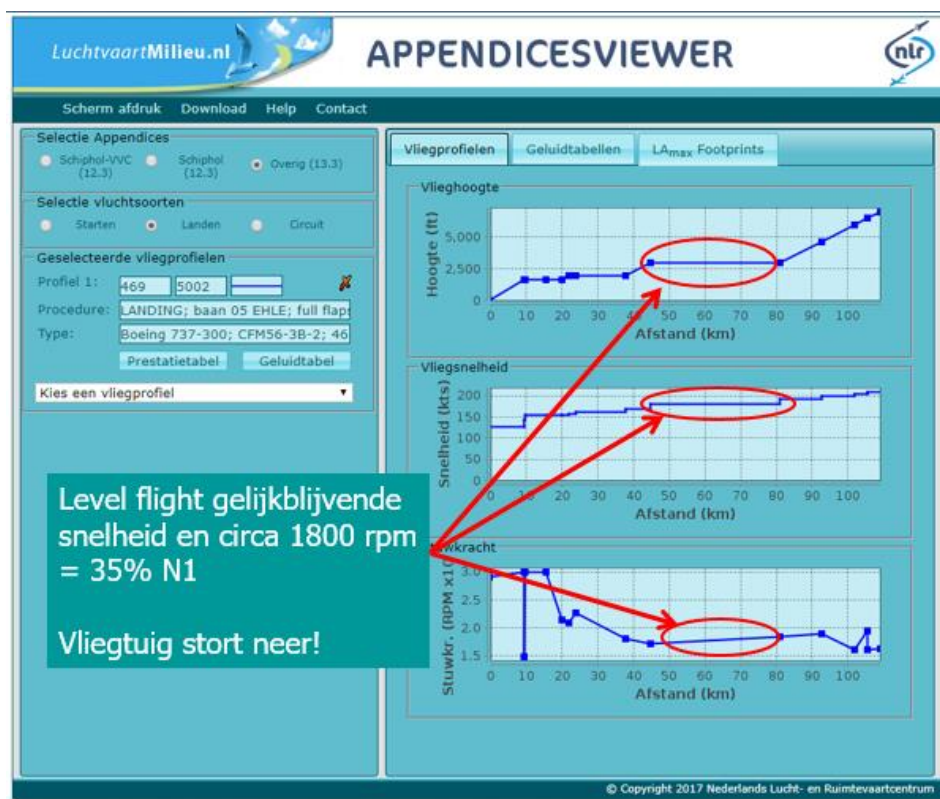 LuchtvaartMilieu.nl
APPENDICESVIEWER
nlr
Scherm afdruk Download Help Contact
Selectie Appendices
Schiphol-VVC (12.3)
Schiphol (12.3)
Overig (13.3)
Selectie vluchtsoorten
Starten Landen Circuit
Geselecteerde vliegprofielen
Profiel 1: 469 5002
Procedure: LANDING; baan 05 EHLE; full flaps
Type: Boeing 737-300; CFM56-3B-2; 46
Prestatietabel Geluidtabel
Kies een vliegprofiel
Level flight gelijkblijvende
snelheid en circa 1800 rpm
= 35% N1
Vliegtuig stort neer!
Vliegprofielen Geluidtabellen LAmax Footprints
Vlieghoogte
Hoogte (ft)
5,000
2,500
0
0 10 20 30 40 50 60 70 80 90 100
Afstand (km)
Vliegsnelheid
Snelheid (kts)
200
150
100
50
0
0 10 20 30 40 50 60 70 80 90 100
Afstand (km)
Stuwkr. (RPM x10
3.0
2.5
2.0
1.5
0 10 20 30 40 50 60 70 80 90 100
Afstand (km)
© Copyright 2017 Nederlands Lucht- en Ruimtevaartcentrum